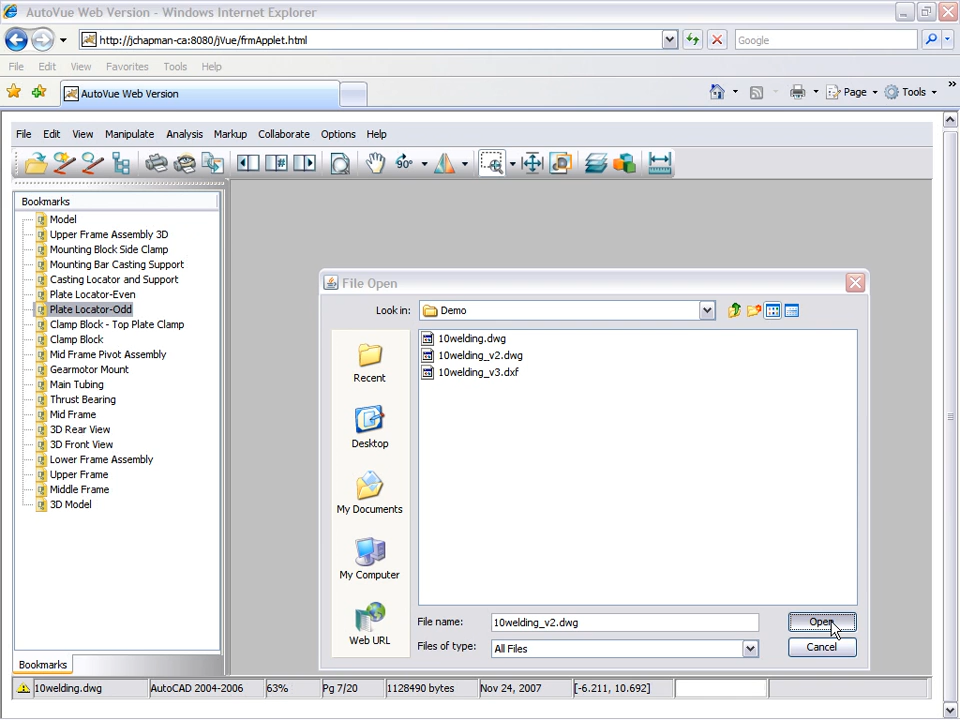 AutoVue Web Version - Windows Internet Explorer
http://jchapman-ca:8080/jVue/frmApplet.html
Google
File Edit View Favorites Tools Help
AutoVue Web Version
Page Tools
File Edit View Manipulate Analysis Markup Collaborate Options Help
90°
Bookmarks
Model
Upper Frame Assembly 3D
Mounting Block Side Clamp
Mounting Bar Casting Support
Casting Locator and Support
Plate Locator-Even
Plate Locator-Odd
Clamp Block - Top Plate Clamp
Clamp Block
Mid Frame Pivot Assembly
Gearmotor Mount
Main Tubing
Thrust Bearing
Mid Frame
3D Rear View
3D Front View
Lower Frame Assembly
Upper Frame
Middle Frame
3D Model
Bookmarks
File Open
Look in: Demo
Recent
Desktop
My Documents
My Computer
Web URL
10welding.dwg
10welding_v2.dwg
10welding_v3.dxf
File name: 10welding_v2.dwg
Open
Files of type: All Files
Cancel
10welding.dwg AutoCAD 2004-2006 63% Pg 7/20 1128490 bytes Nov 24, 2007 [-6.211, 10.692]